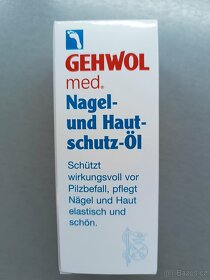 GEHWOL
med.®
Nagel-
und Haut-
schutz-Öl
Schützt
wirkungsvoll vor
Pilzbefall, pflegt
Nägel und Haut
elastisch und
schön.